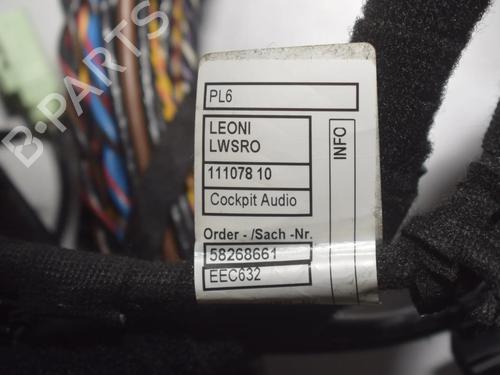 PL6
LEONI
LWSRO
111078 10
Cockpit Audio
INFO
Order - /Sach -Nr.
58268661
EEC632
B-PARTS